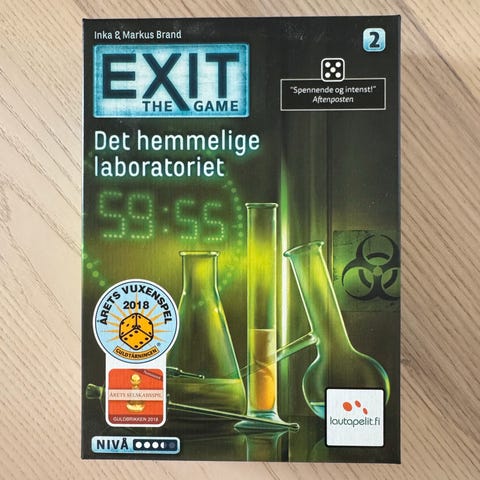 Inka & Markus Brand
2
EXIT
THE GAME
"Spennende og intenst!"
Aftenposten
Det hemmelige
laboratoriet
59:55
ÅRETS VUXENSPEL
2018
GULDTÄRNINGEN
ÅRETS SELSKABSSPIL
GULDBRIKKEN 2018
lautapelit.fi
NIVÅ